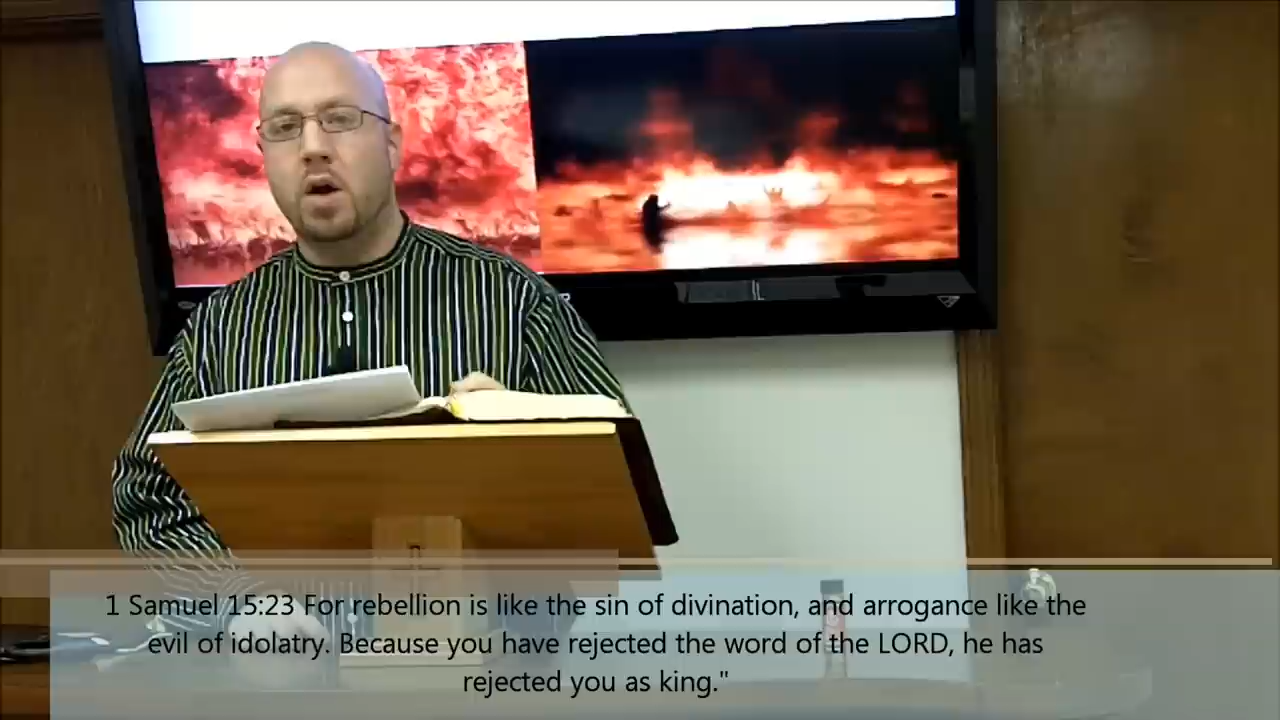 1 Samuel 15:23 For rebellion is like the sin of divination, and arrogance like the
evil of idolatry. Because you have rejected the word of the LORD, he has
rejected you as king."